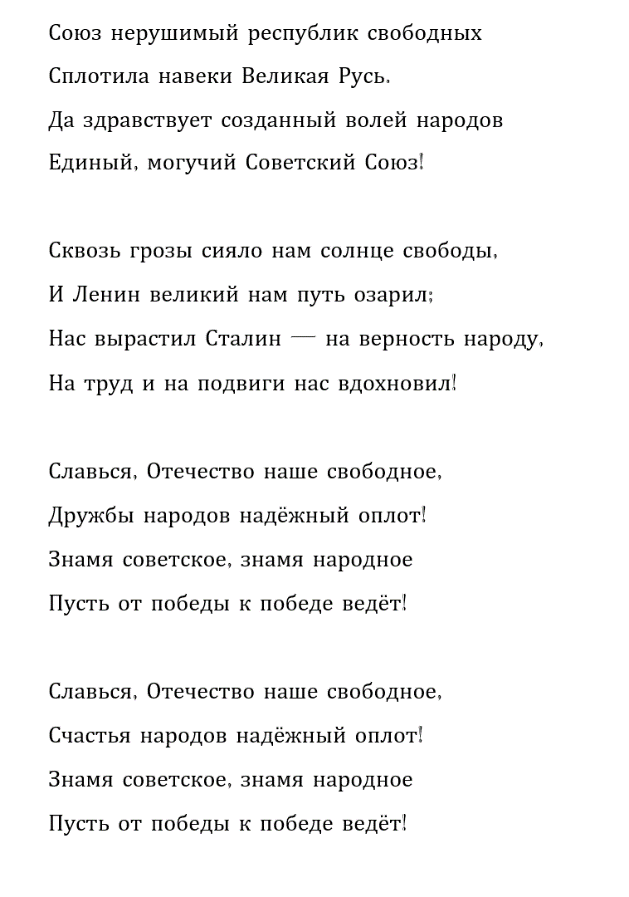 Союз нерушимый республик свободных
Сплотила навеки Великая Русь.
Да здравствует созданный волей народов
Единый, могучий Советский Союз!

Сквозь грозы сияло нам солнце свободы,
И Ленин великий нам путь озарил;
Нас вырастил Сталин — на верность народу,
На труд и на подвиги нас вдохновил!

Славься, Отечество наше свободное,
Дружбы народов надёжный оплот!
Знамя советское, знамя народное
Пусть от победы к победе ведёт!

Славься, Отечество наше свободное,
Счастья народов надёжный оплот!
Знамя советское, знамя народное
Пусть от победы к победе ведёт!